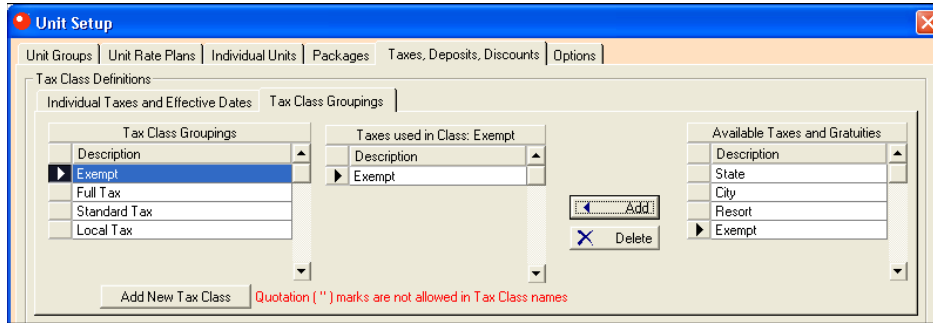 Unit Setup
Unit Groups Unit Rate Plans Individual Units Packages Taxes, Deposits, Discounts Options
Tax Class Definitions
Individual Taxes and Effective Dates Tax Class Groupings
Tax Class Groupings
Description
Exempt
Full Tax
Standard Tax
Local Tax
Taxes used in Class: Exempt
Description
Exempt
Add
Delete
Available Taxes and Gratuities
Description
State
City
Resort
Exempt
Add New Tax Class
Quotation ( " ) marks are not allowed in Tax Class names